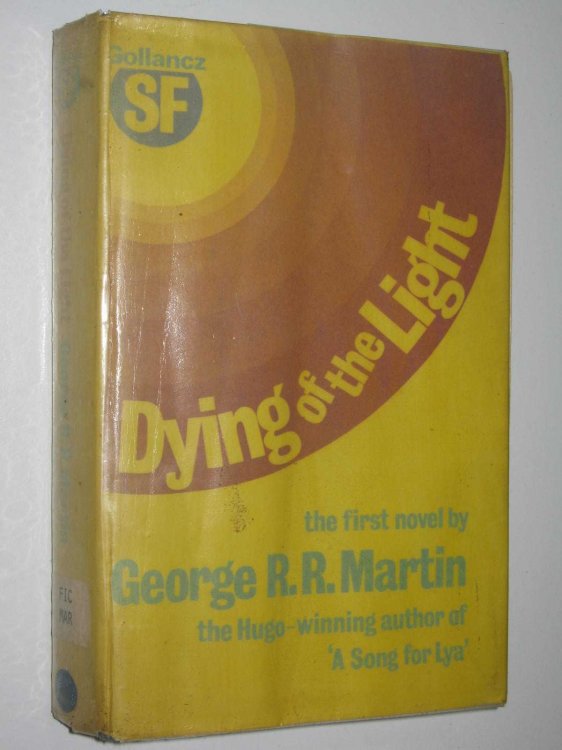 Gollancz
SF
Dying of the Light
the first novel by
George R.R. Martin
the Hugo-winning author of
'A Song for Lya'
FIC
MAR